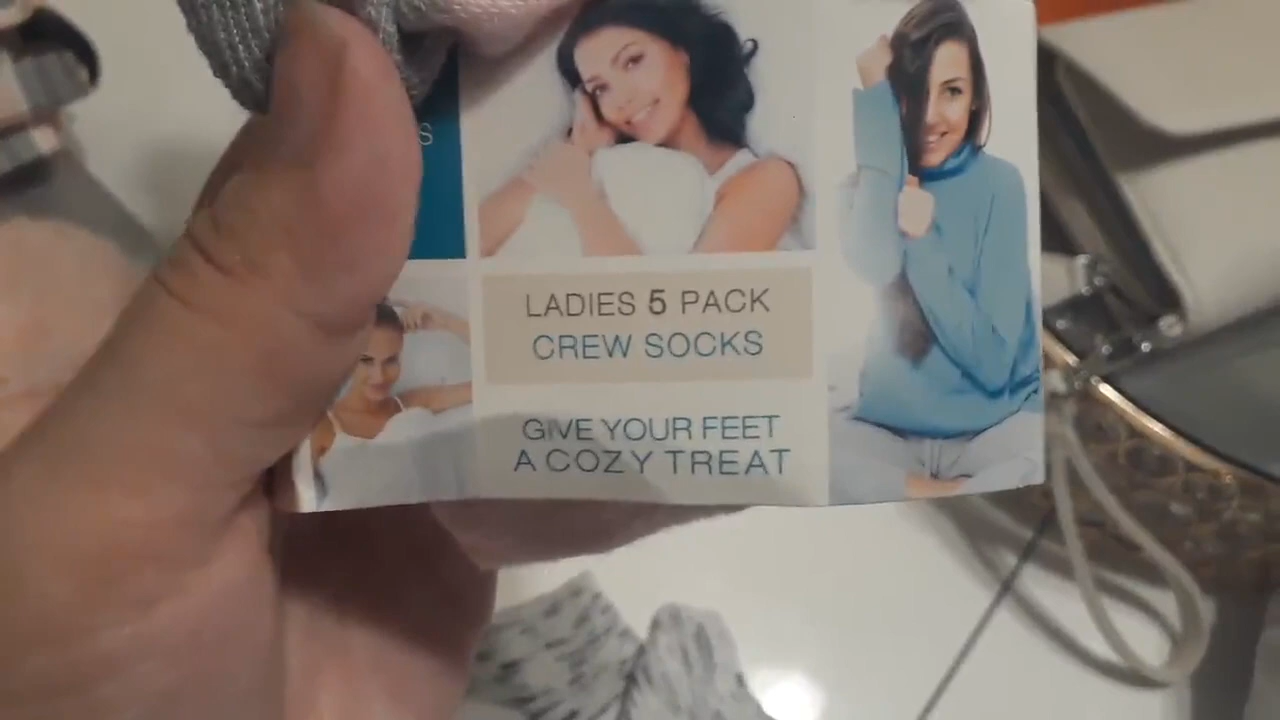 S
LADIES 5 PACK
CREW SOCKS
GIVE YOUR FEET
A COZY TREAT